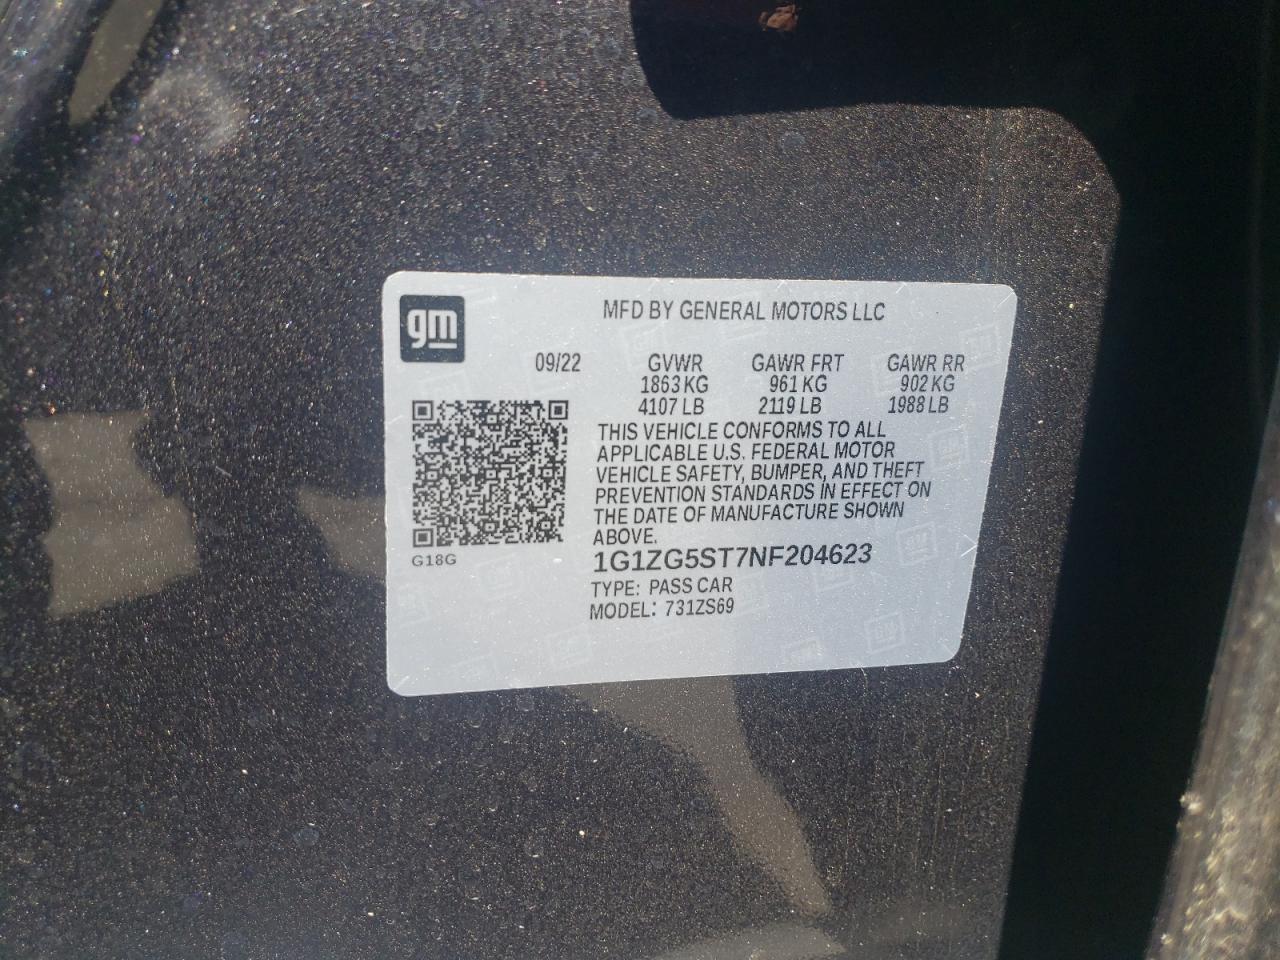 gm
MFD BY GENERAL MOTORS LLC
09/22 GVWR GAWR FRT GAWR RR
1863 KG 961 KG 902 KG
4107 LB 2119 LB 1988 LB
THIS VEHICLE CONFORMS TO ALL
APPLICABLE U.S. FEDERAL MOTOR
VEHICLE SAFETY, BUMPER, AND THEFT
PREVENTION STANDARDS IN EFFECT ON
THE DATE OF MANUFACTURE SHOWN
ABOVE.
G18G
1G1ZG5ST7NF204623
TYPE: PASS CAR
MODEL: 731ZS69